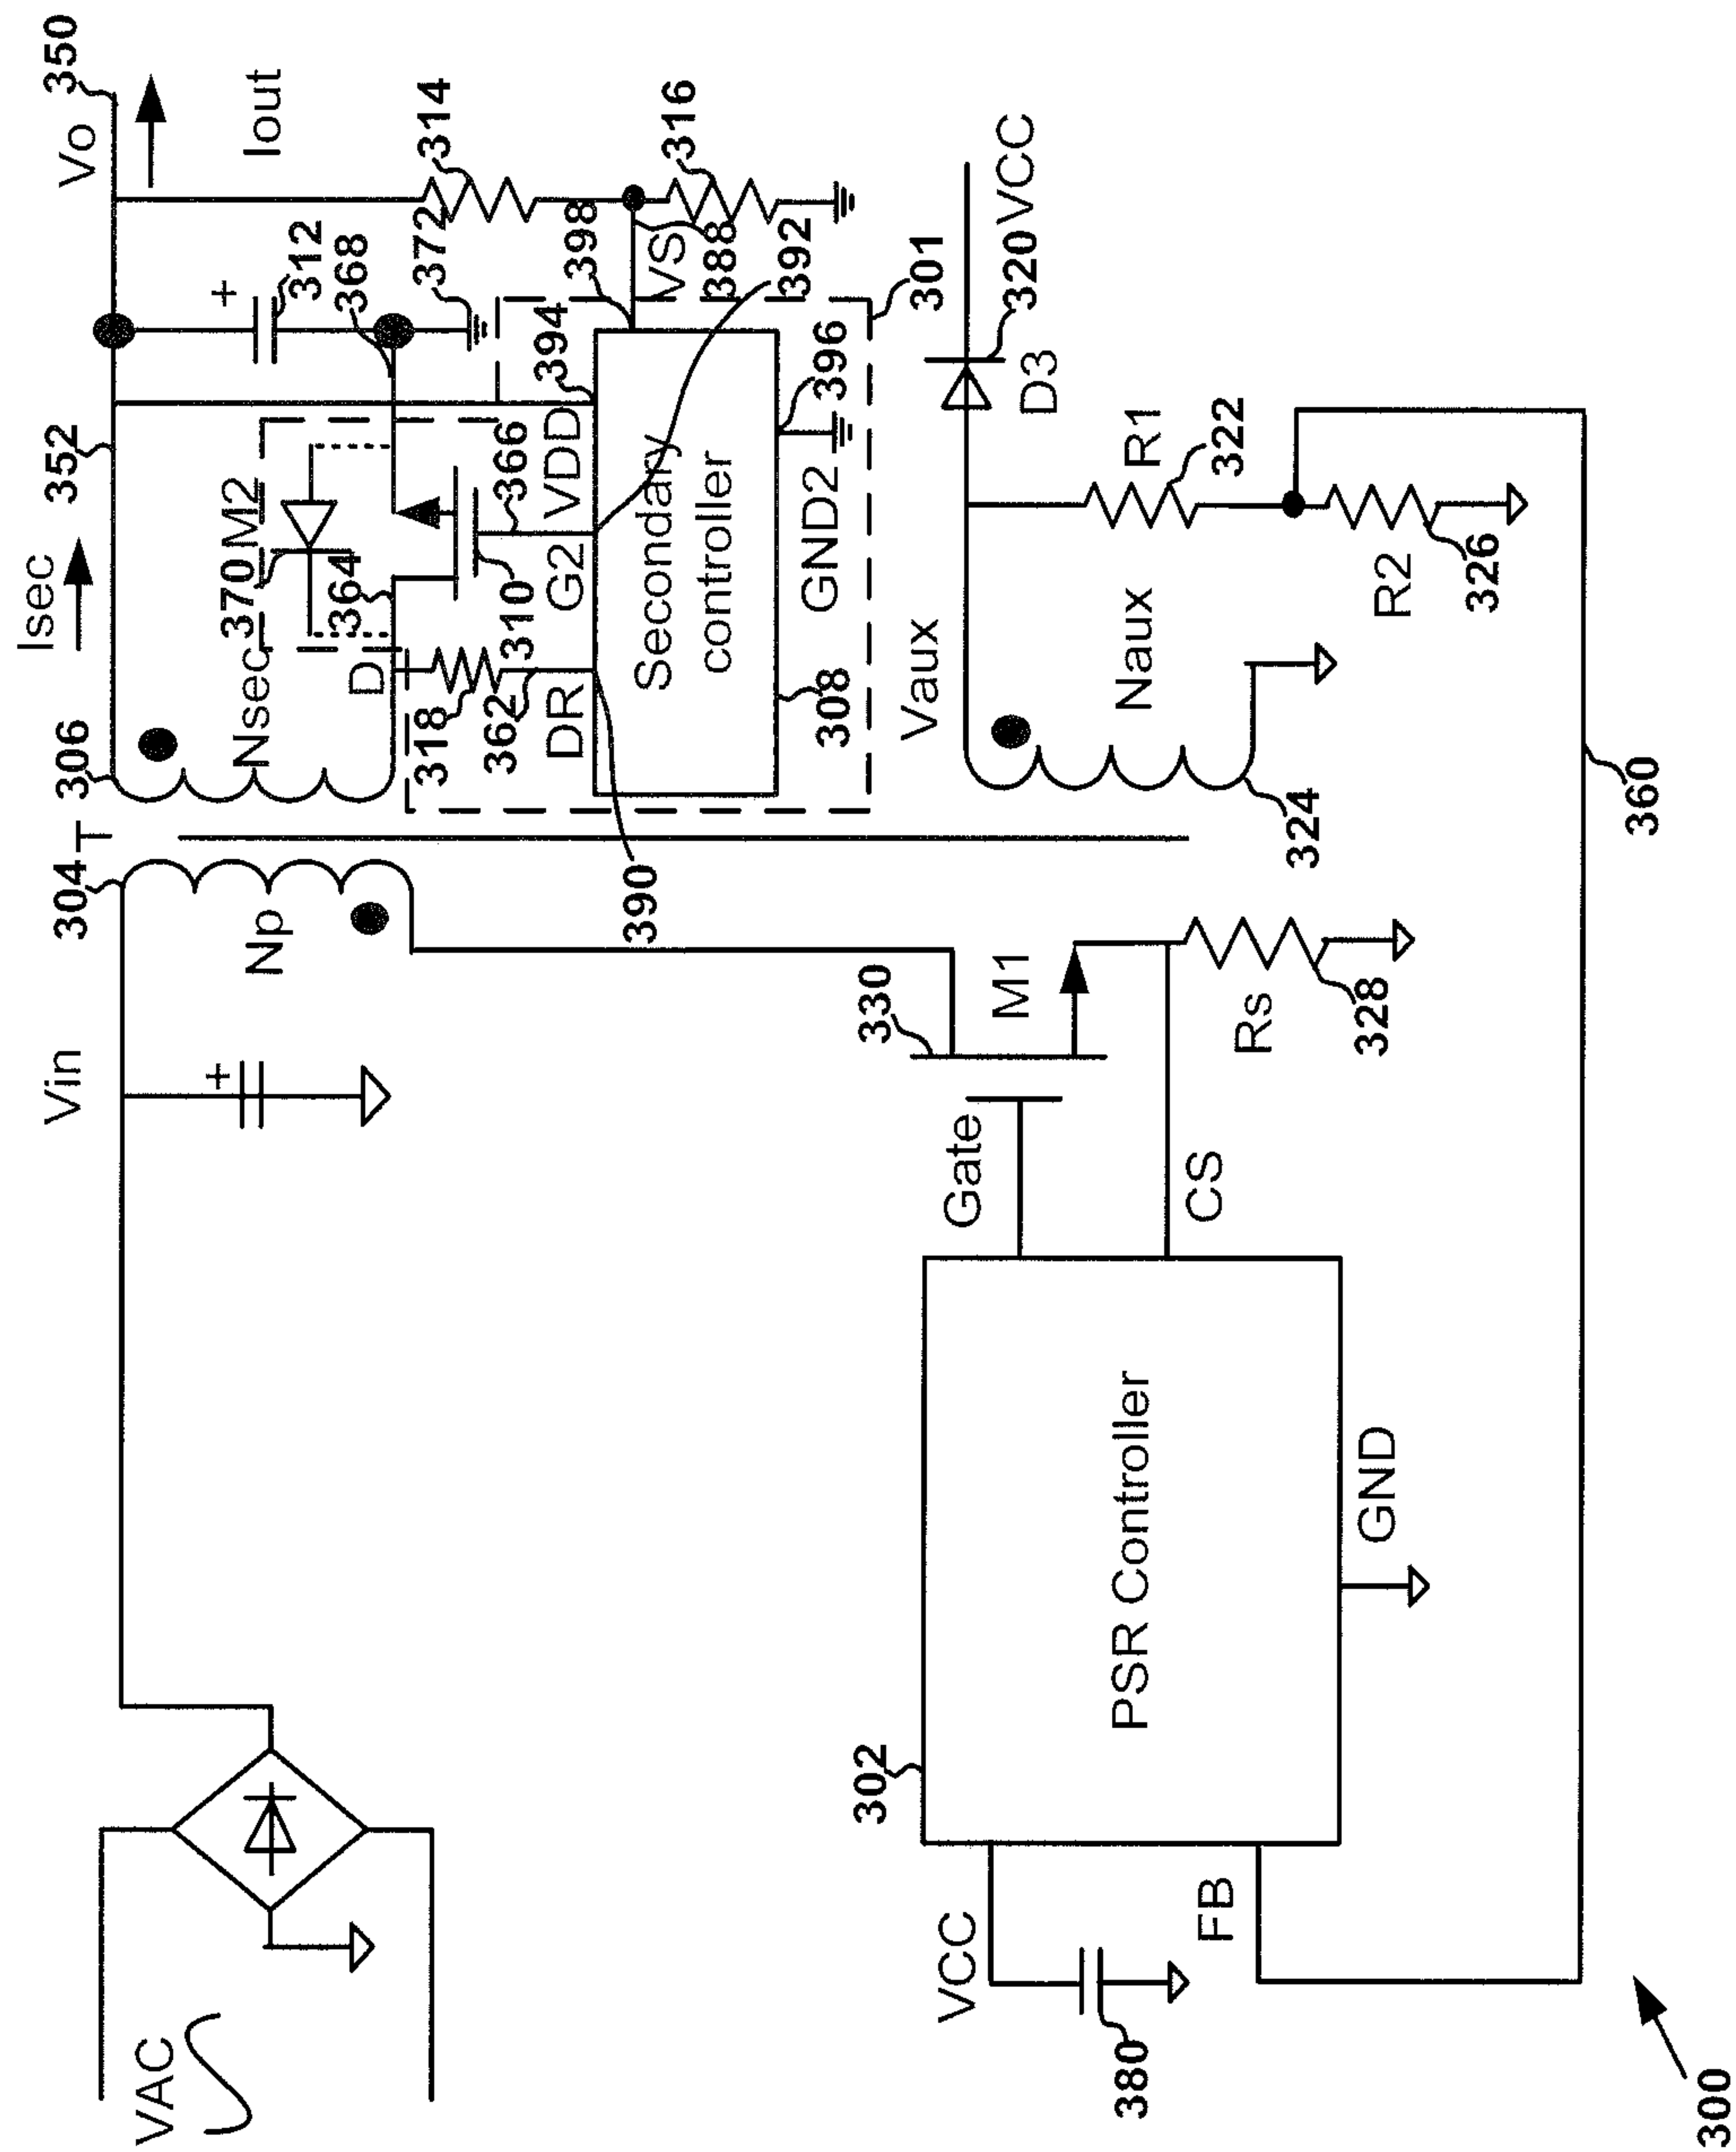 VAC
Vin
304
T
Np
306
Nsec
Isec
352
Vo
350
Iout
+
+
312
368
372
314
316
370
M2
364
D
318
362
310
366
DR
G2
VDD
394
398
VS
388
392
390
Secondary
controller
308
GND2
396
301
330
M1
Gate
CS
Rs
328
302
PSR Controller
VCC
FB
GND
380
Vaux
Naux
324
D3
320
VCC
R1
322
R2
326
360
300